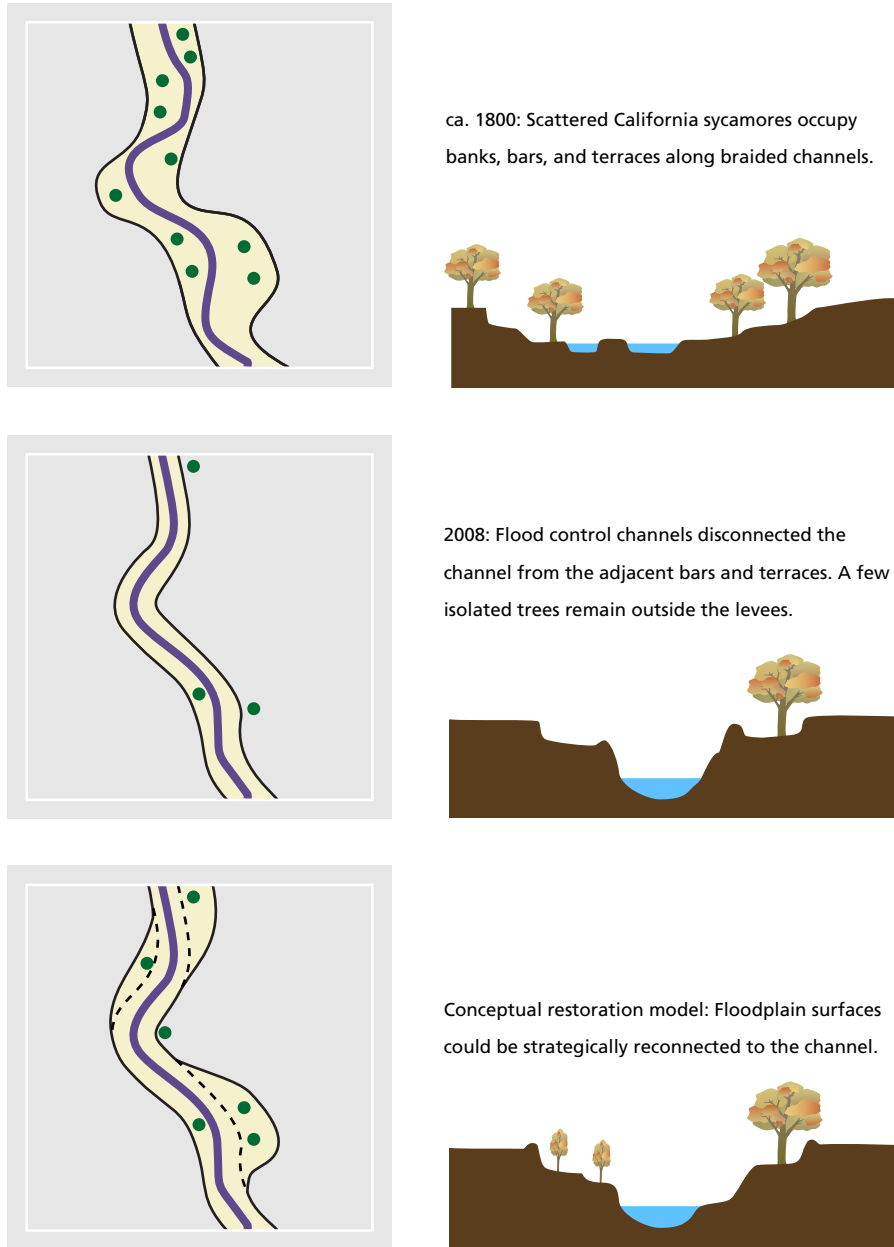 ca. 1800: Scattered California sycamores occupy
banks, bars, and terraces along braided channels.
2008: Flood control channels disconnected the
channel from the adjacent bars and terraces. A few
isolated trees remain outside the levees.
Conceptual restoration model: Floodplain surfaces
could be strategically reconnected to the channel.